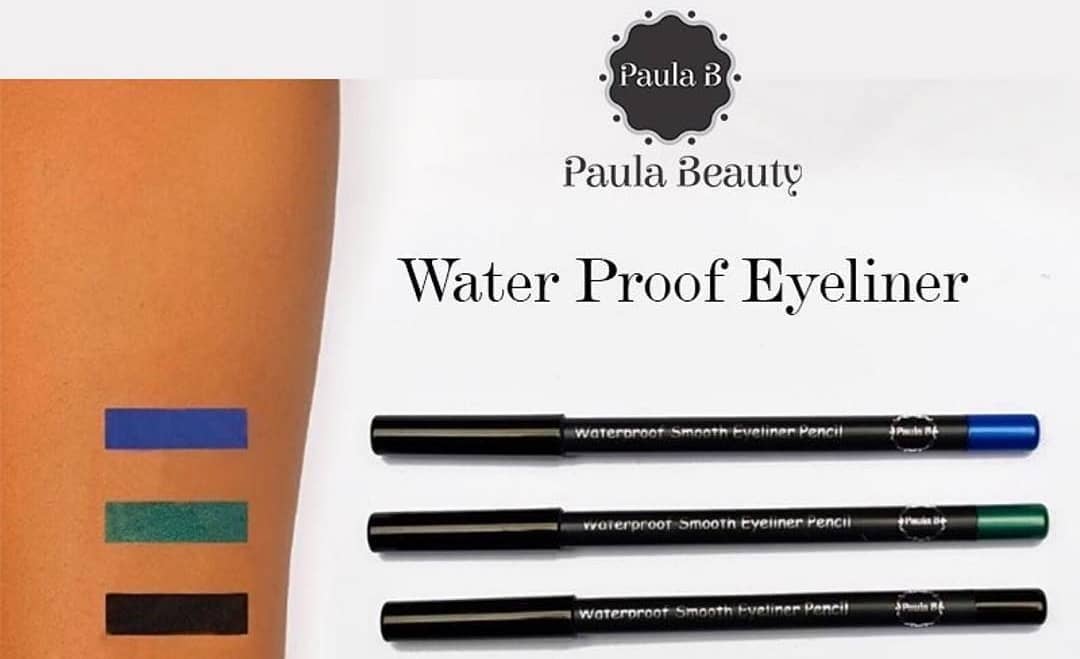 Paula B
Paula Beauty
Water Proof Eyeliner
Waterproof Smooth Eyeliner Pencil
Paula B
Waterproof Smooth Eyeliner Pencil
Paula B
Waterproof Smooth Eyeliner Pencil
Paula B